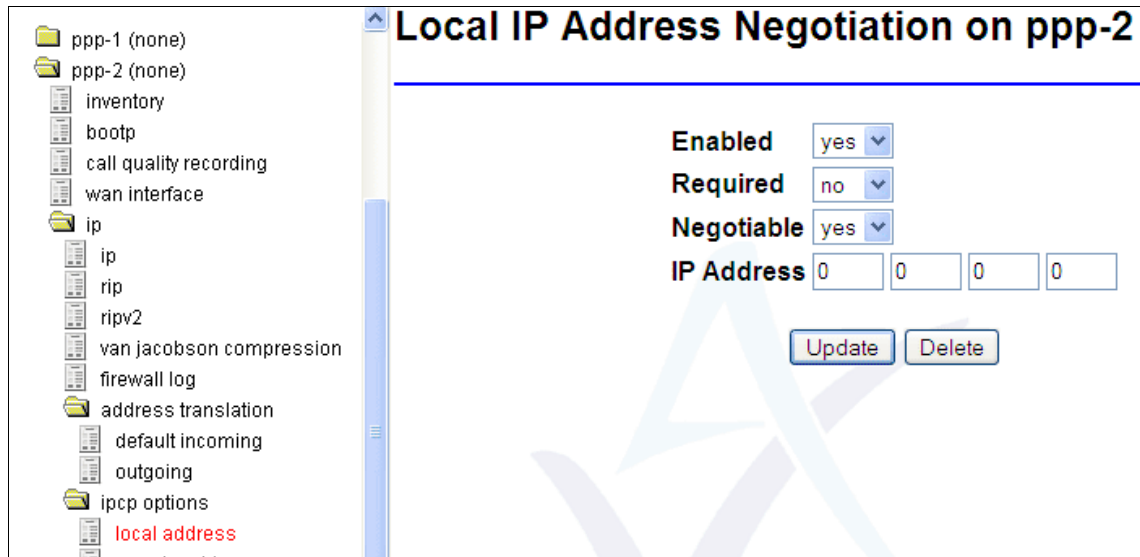 ppp-1 (none)
ppp-2 (none)
inventory
bootp
call quality recording
wan interface
ip
ip
rip
ripv2
van jacobson compression
firewall log
address translation
default incoming
outgoing
ipcp options
local address
Local IP Address Negotiation on ppp-2
Enabled yes
Required no
Negotiable yes
IP Address 0 0 0 0
Update Delete